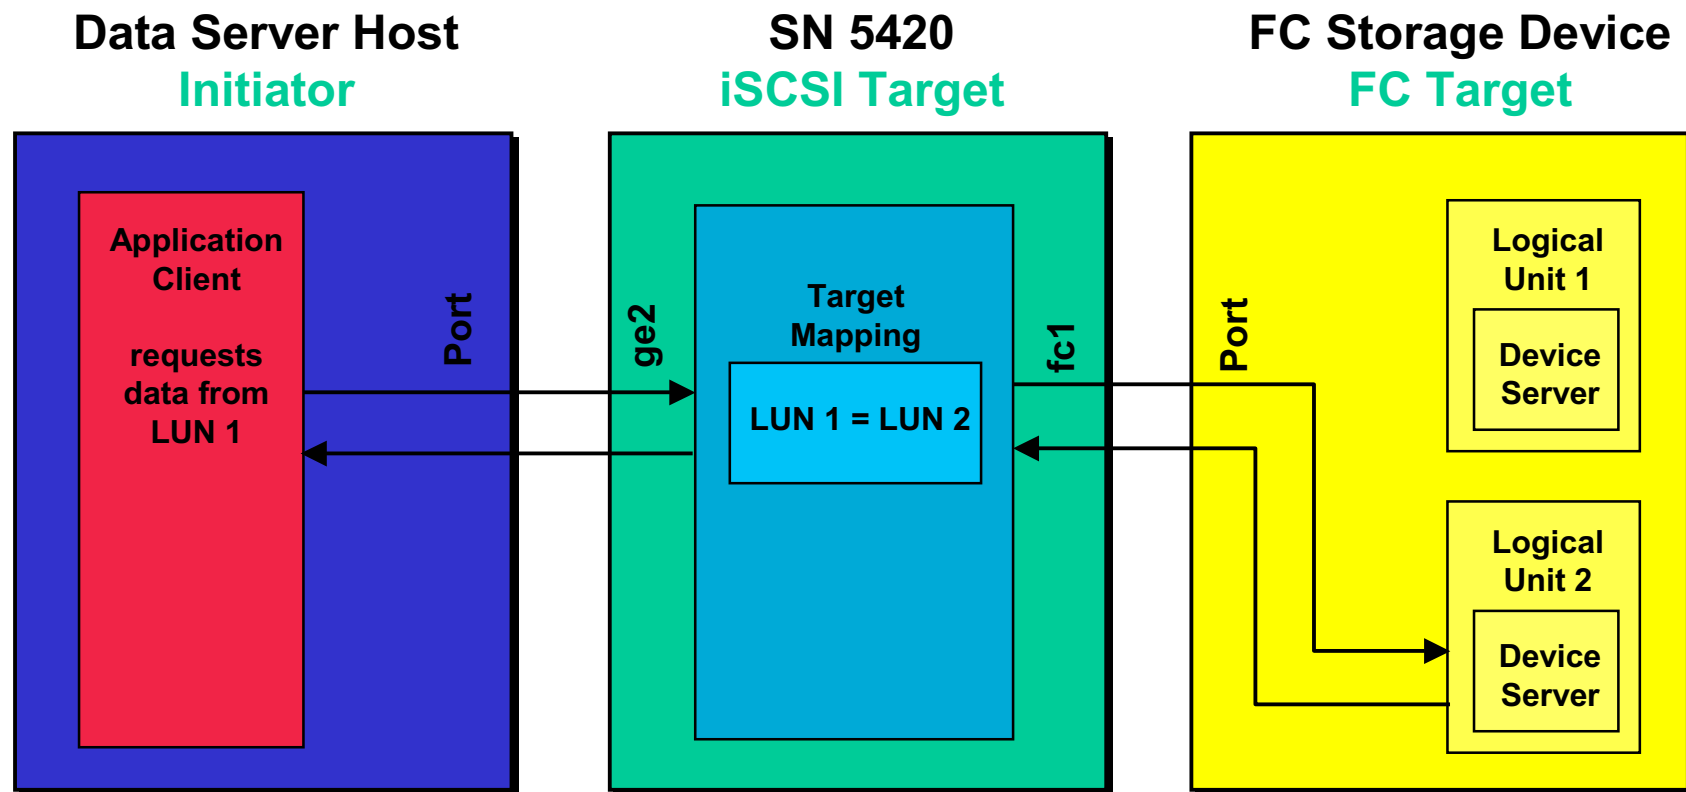 Data Server Host
Initiator
SN 5420
iSCSI Target
FC Storage Device
FC Target
Application
Client
requests
data from
LUN 1
Port
ge2
Target
Mapping
LUN 1 = LUN 2
fc1
Port
Logical
Unit 1
Device
Server
Logical
Unit 2
Device
Server